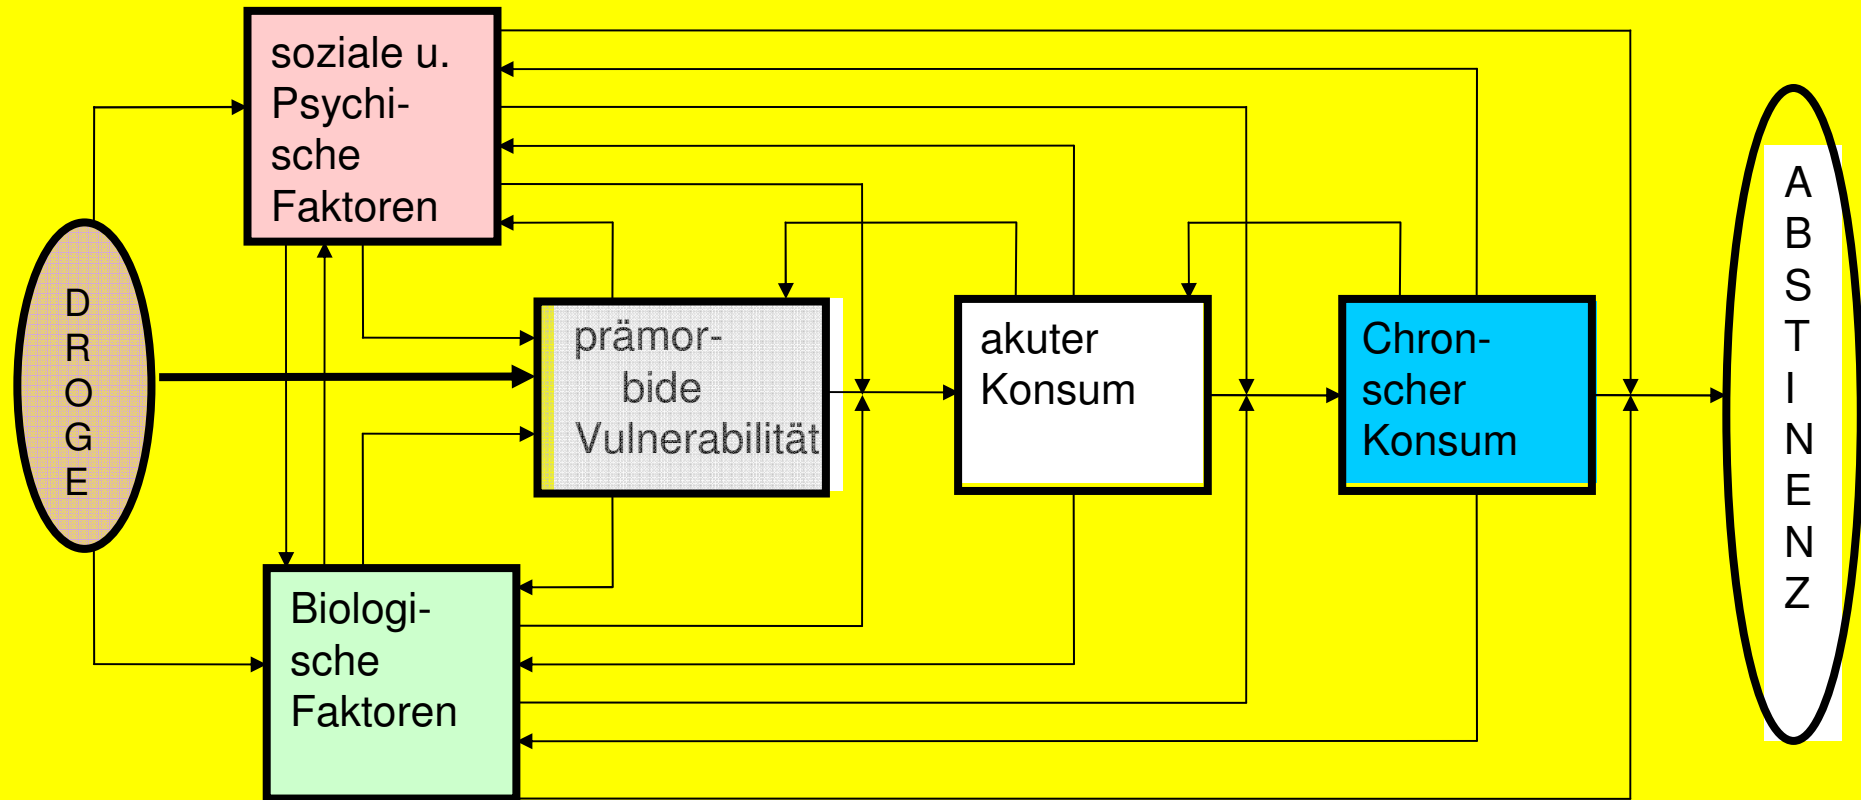 soziale u.
Psychi-
sche
Faktoren
D
R
O
G
E
prämor-
bide
Vulnerabilität
akuter
Konsum
Chron-
scher
Konsum
A
B
S
T
I
N
E
N
Z
Biologi-
sche
Faktoren